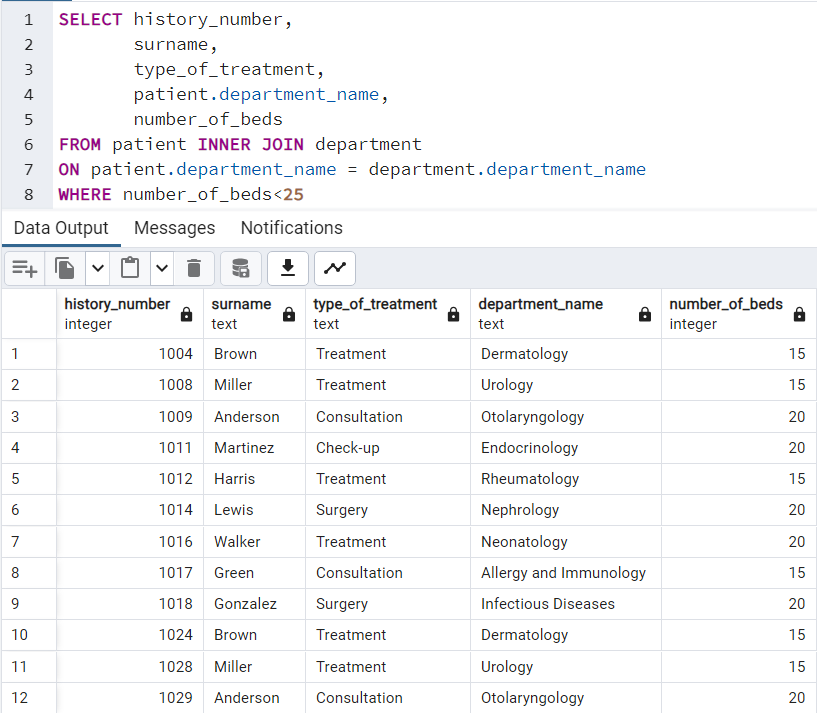 1 SELECT history_number,
2 surname,
3 type_of_treatment,
4 patient.department_name,
5 number_of_beds
6 FROM patient INNER JOIN department
7 ON patient.department_name = department.department_name
8 WHERE number_of_beds<25
Data Output Messages Notifications
history_number surname type_of_treatment department_name number_of_beds
integer text text text integer
1 1004 Brown Treatment Dermatology 15
2 1008 Miller Treatment Urology 15
3 1009 Anderson Consultation Otolaryngology 20
4 1011 Martinez Check-up Endocrinology 20
5 1012 Harris Treatment Rheumatology 15
6 1014 Lewis Surgery Nephrology 20
7 1016 Walker Treatment Neonatology 20
8 1017 Green Consultation Allergy and Immunology 15
9 1018 Gonzalez Surgery Infectious Diseases 20
10 1024 Brown Treatment Dermatology 15
11 1028 Miller Treatment Urology 15
12 1029 Anderson Consultation Otolaryngology 20